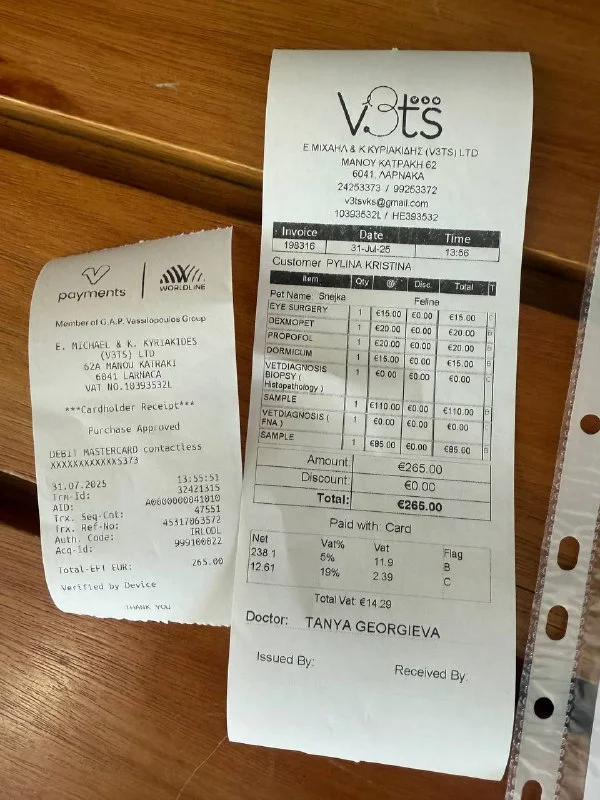 payments WORLDLINE
Member of G.A.P. Vassilopoulos Group
E. MICHAEL & K. KYRIAKIDES
(V3TS) LTD
62A MANOU KATRAKI
6041 LARNACA
VAT NO.10393532L
***Cardholder Receipt***
Purchase Approved
DEBIT MASTERCARD contactless
XXXXXXXXXXXX5373
31.07.2025 13:55:51
Trm-Id: 32421315
AID: A0000000041010
Trx. Seq-Cnt: 47551
Trx. Ref-No: 45317063572
Auth. Code: IRLODL
Acq-Id: 999100022
Total-EFT EUR: 265.00
Verified by Device
THANK YOU
V3ts
Ε.ΜΙΧΑΗΛ & Κ.ΚΥΡΙΑΚΙΔΗΣ (V3TS) LTD
ΜΑΝΟΥ ΚΑΤΡΑΚΗ 62
6041, ΛΑΡΝΑΚΑ
24253373 / 99253372
v3tsvks@gmail.com
10393532L / HE393532
Invoice Date Time
198316 31-Jul-25 13:56
Customer PYLINA KRISTINA
Item Qty @ Disc. Total T
Pet Name: Snejka Feline
EYE SURGERY 1 €15.00 €0.00 €15.00 C
DEXMOPET 1 €20.00 €0.00 €20.00 B
PROPOFOL 1 €20.00 €0.00 €20.00 B
DORMICUM 1 €15.00 €0.00 €15.00 B
VETDIAGNOSIS 1 €0.00 €0.00 €0.00 C
BIOPSY (
Histopathology )
SAMPLE 1 €110.00 €0.00 €110.00 B
VETDIAGNOSIS ( 1 €0.00 €0.00 €0.00 C
FNA )
SAMPLE 1 €85.00 €0.00 €85.00 B
Amount: €265.00
Discount: €0.00
Total: €265.00
Paid with: Card
Net Vat% Vat Flag
238.1 5% 11.9 B
12.61 19% 2.39 C
Total Vat: €14.29
Doctor: TANYA GEORGIEVA
Issued By: Received By: